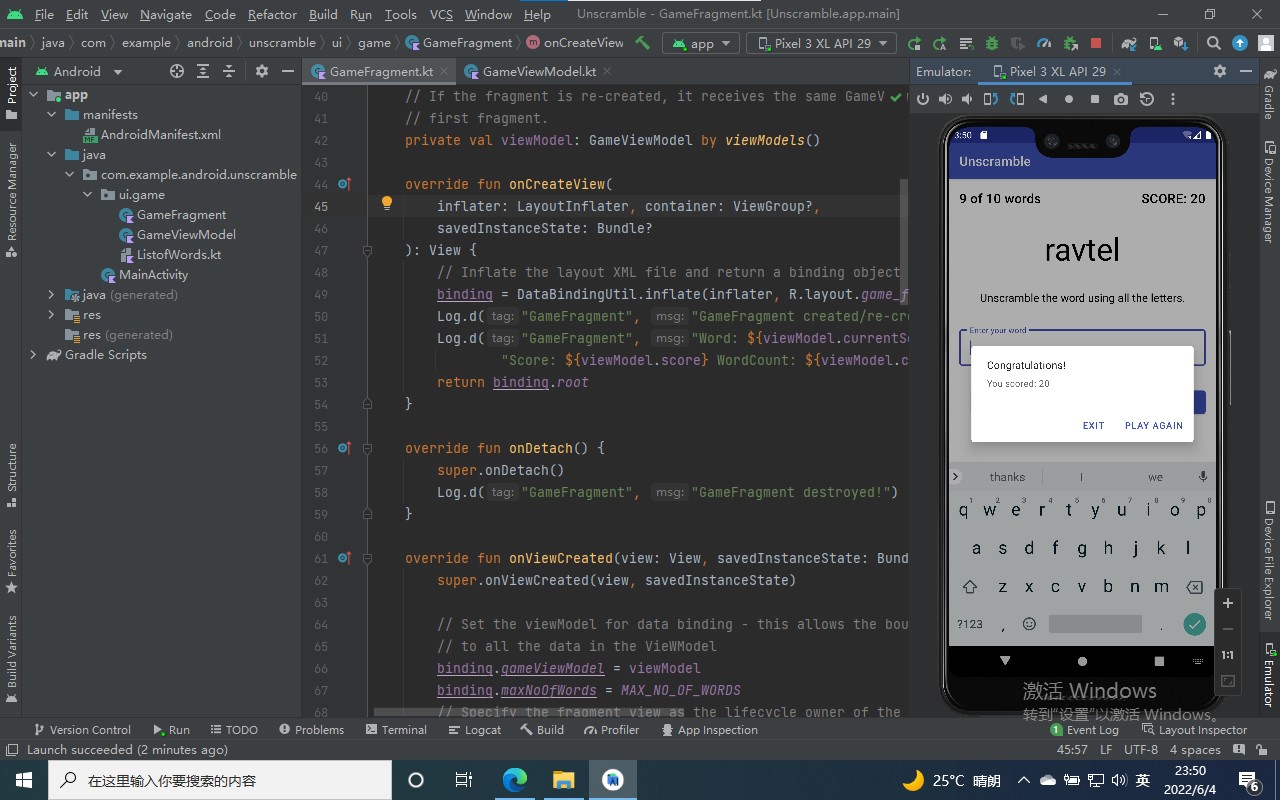 File Edit View Navigate Code Refactor Build Run Tools VCS Window Help Unscramble - GameFragment.kt [Unscramble.app.main]
main java com example android unscramble ui game GameFragment onCreateView app Pixel 3 XL API 29
Android
GameFragment.kt
GameViewModel.kt
Emulator: Pixel 3 XL API 29
Project
Resource Manager
Structure
Favorites
Build Variants
app
manifests
AndroidManifest.xml
java
com.example.android.unscramble
ui.game
GameFragment
GameViewModel
ListofWords.kt
MainActivity
java (generated)
res
res (generated)
Gradle Scripts
40 // If the fragment is re-created, it receives the same GameV
41 // first fragment.
42 private val viewModel: GameViewModel by viewModels()
43
44 override fun onCreateView(
45 inflater: LayoutInflater, container: ViewGroup?,
46 savedInstanceState: Bundle?
47 ): View {
48 // Inflate the layout XML file and return a binding object
49 binding = DataBindingUtil.inflate(inflater, R.layout.game_f
50 Log.d( tag: "GameFragment", msg: "GameFragment created/re-cre
51 Log.d( tag: "GameFragment", msg: "Word: ${viewModel.currentSc
52 "Score: ${viewModel.score} WordCount: ${viewModel.c
53 return binding.root
54 }
55
56 override fun onDetach() {
57 super.onDetach()
58 Log.d( tag: "GameFragment", msg: "GameFragment destroyed!")
59 }
60
61 override fun onViewCreated(view: View, savedInstanceState: Bund
62 super.onViewCreated(view, savedInstanceState)
63
64 // Set the viewModel for data binding - this allows the bou
65 // to all the data in the VieWModel
66 binding.gameViewModel = viewModel
67 binding.maxNoOfWords = MAX_NO_OF_WORDS
68 // Specify the fragment view as the lifecycle owner of the
3:50
Unscramble
9 of 10 words SCORE: 20
ravtel
Unscramble the word using all the letters.
Enter your word
Congratulations!
You scored: 20
EXIT PLAY AGAIN
thanks I we
q w e r t y u i o p
1 2 3 4 5 6 7 8 9 0
a s d f g h j k l
z x c v b n m
?123 , .
1:1
Gradle
Device Manager
Device File Explorer
Emulator
激活 Windows
转到"设置"以激活 Windows。
Version Control Run TODO Problems Terminal Logcat Build Profiler App Inspection 1 Event Log Layout Inspector
Launch succeeded (2 minutes ago) 45:57 LF UTF-8 4 spaces
在这里输入你要搜索的内容
25°C 晴朗
英
23:50
2022/6/4
6